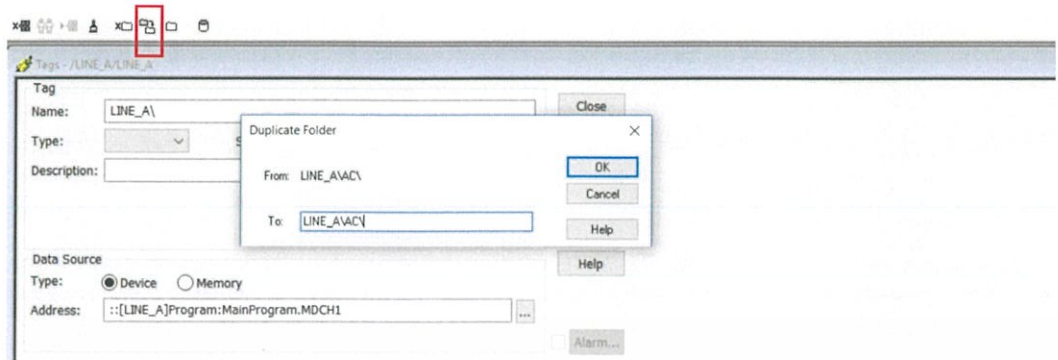 Tags - /LINE_A/LINE_A
Tag
Name: LINE_A\ Close
Type:
Description:
Duplicate Folder
From: LINE_A\AC\
To: LINE_A\AC\
OK
Cancel
Help
Data Source
Type: Device Memory
Address: ::[LINE_A]Program:MainProgram.MDCH1 ...
Help
Alarm...